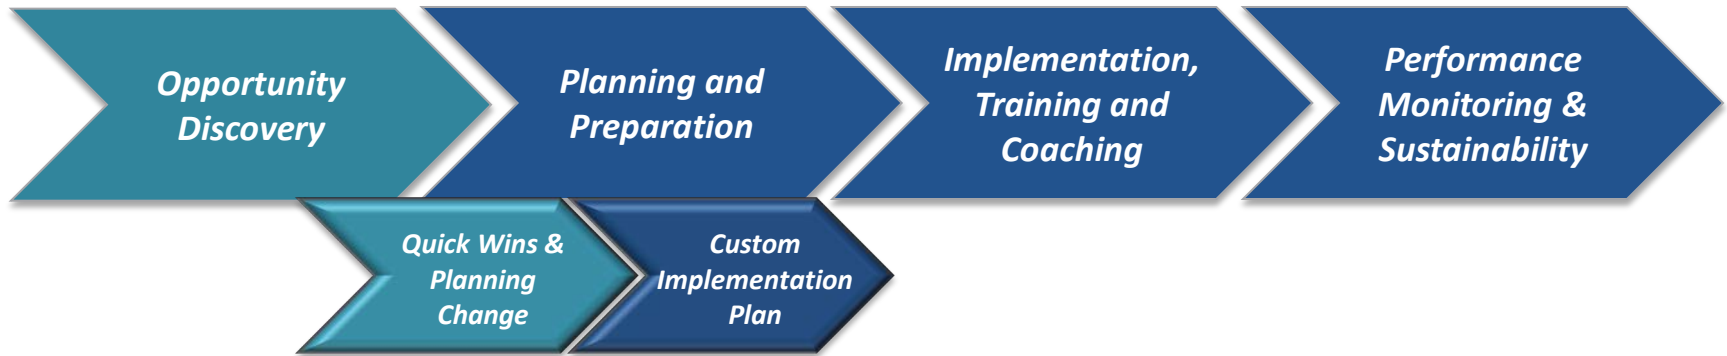 Opportunity
Discovery
Planning and
Preparation
Implementation,
Training and
Coaching
Performance
Monitoring &
Sustainability
Quick Wins &
Planning
Change
Custom
Implementation
Plan